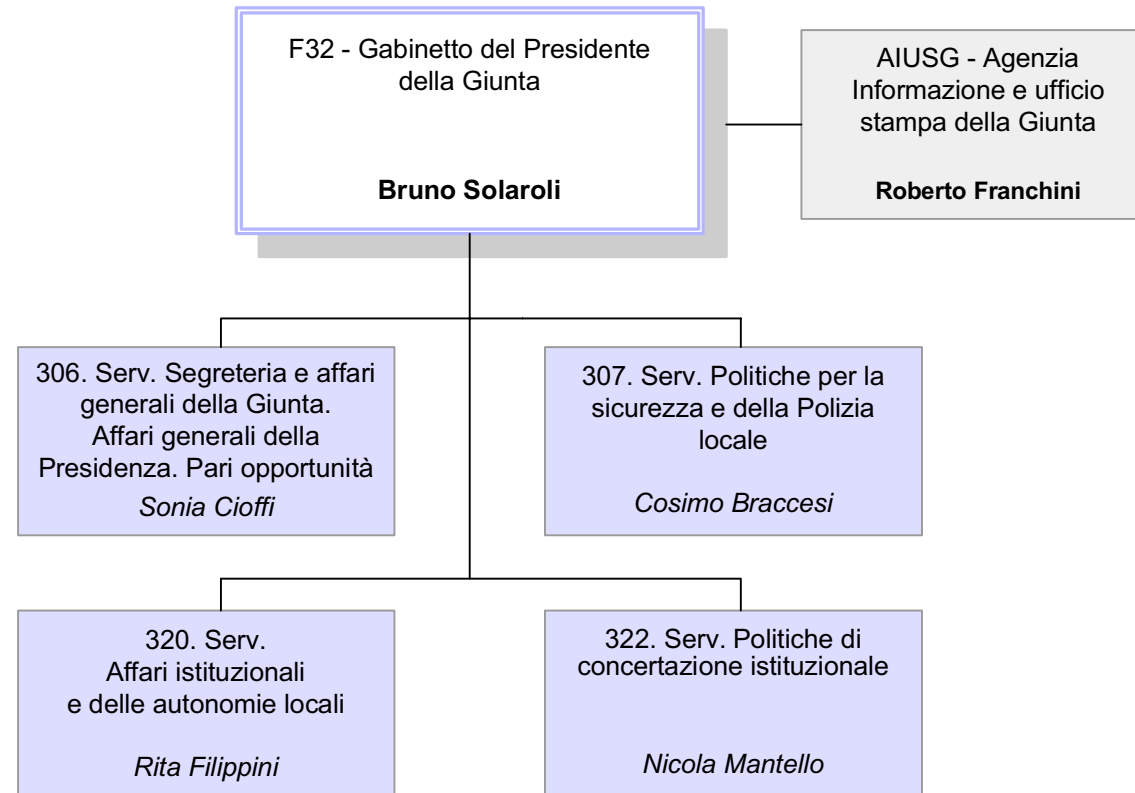 F32 - Gabinetto del Presidente
della Giunta
Bruno Solaroli
AIUSG - Agenzia
Informazione e ufficio
stampa della Giunta
Roberto Franchini
306. Serv. Segreteria e affari
generali della Giunta.
Affari generali della
Presidenza. Pari opportunità
Sonia Cioffi
307. Serv. Politiche per la
sicurezza e della Polizia
locale
Cosimo Braccesi
320. Serv.
Affari istituzionali
e delle autonomie locali
Rita Filippini
322. Serv. Politiche di
concertazione istituzionale
Nicola Mantello